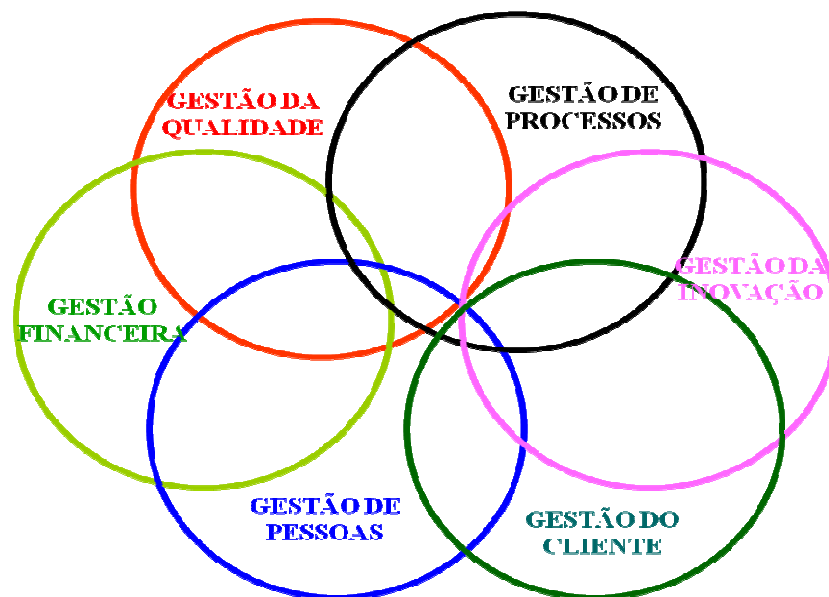 GESTÃO DA
QUALIDADE
GESTÃO DE
PROCESSOS
GESTÃO DA
INOVAÇÃO
GESTÃO
FINANCEIRA
GESTÃO DE
PESSOAS
GESTÃO DO
CLIENTE